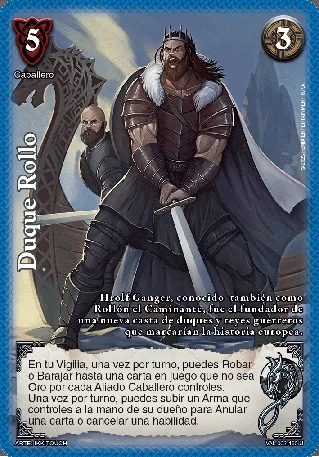 5
3
Caballero
Duque Rollo
Hrolf Ganger, conocido también como
Rollón el Caminante, fue el fundador de
una nueva casta de duques y reyes guerreros
que marcarían la historia europea.
En tu Vigilia, una vez por turno, puedes Robar
o Barajar hasta una carta en juego que no sea
Oro por cada Aliado Caballero controles.
Una vez por turno, puedes subir un Arma que
controles a la mano de su dueño para Anular
una carta o cancelar una habilidad.